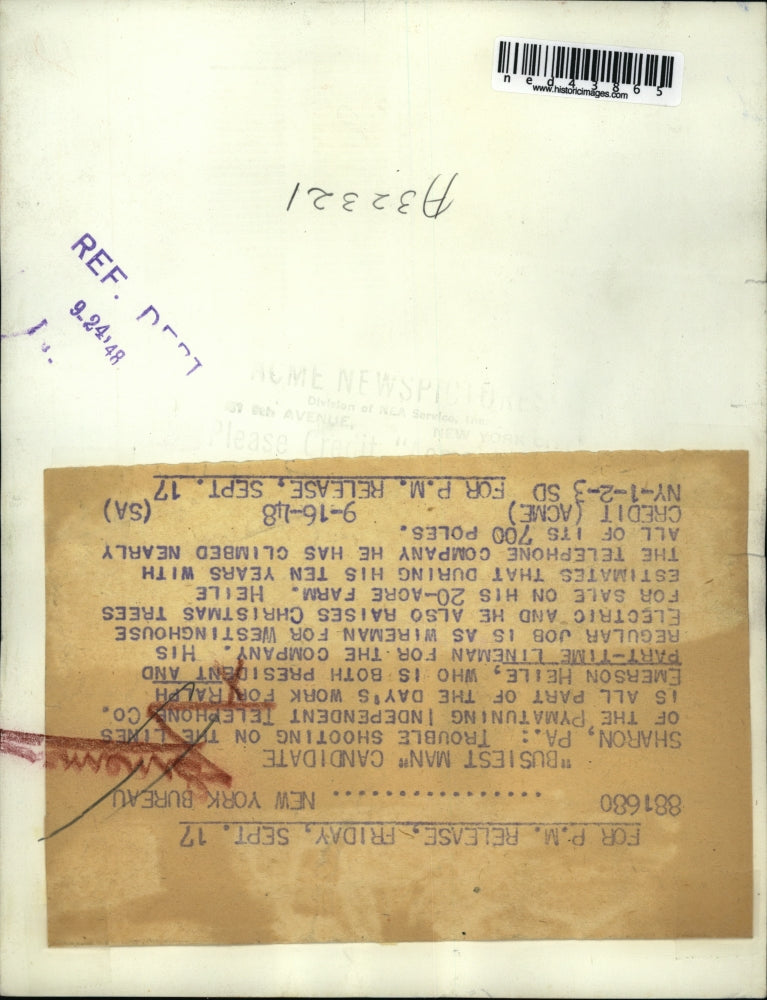 ned43865
www.historicimages.com
A32321
REF.
9-24-48
ACME NEWSPICTURES
Division of NEA Service, Inc.
AVENUE, NEW YORK
Please Credit "
FOR P.M. RELEASE, FRIDAY, SEPT. 17
881680 .................. NEW YORK BUREAU
"BUSIEST MAN" CANDIDATE
SHARON, PA.: TROUBLE SHOOTING ON THE LINES
OF THE PYMATUNING INDEPENDENT TELEPHONE CO.
IS ALL PART OF THE DAY'S WORK FOR RALPH
EMERSON HEILE, WHO IS BOTH PRESIDENT AND
PART-TIME LINEMAN FOR THE COMPANY. HIS
REGULAR JOB IS AS WIREMAN FOR WESTINGHOUSE
ELECTRIC AND HE ALSO RAISES CHRISTMAS TREES
FOR SALE ON HIS 20-ACRE FARM. HEILE
ESTIMATES THAT DURING HIS TEN YEARS WITH
THE TELEPHONE COMPANY HE HAS CLIMBED NEARLY
ALL OF ITS 700 POLES.
CREDIT (ACME) 9-16-48 (SA)
NY-1-2-3 SD FOR P.M. RELEASE, SEPT. 17